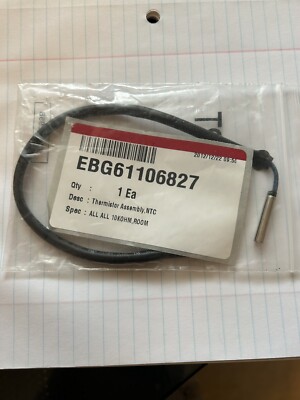 EBG61106827
Qty : 1 Ea
Desc : Thermistor Assembly,NTC
Spec : ALL ALL 10KOHM,ROOM